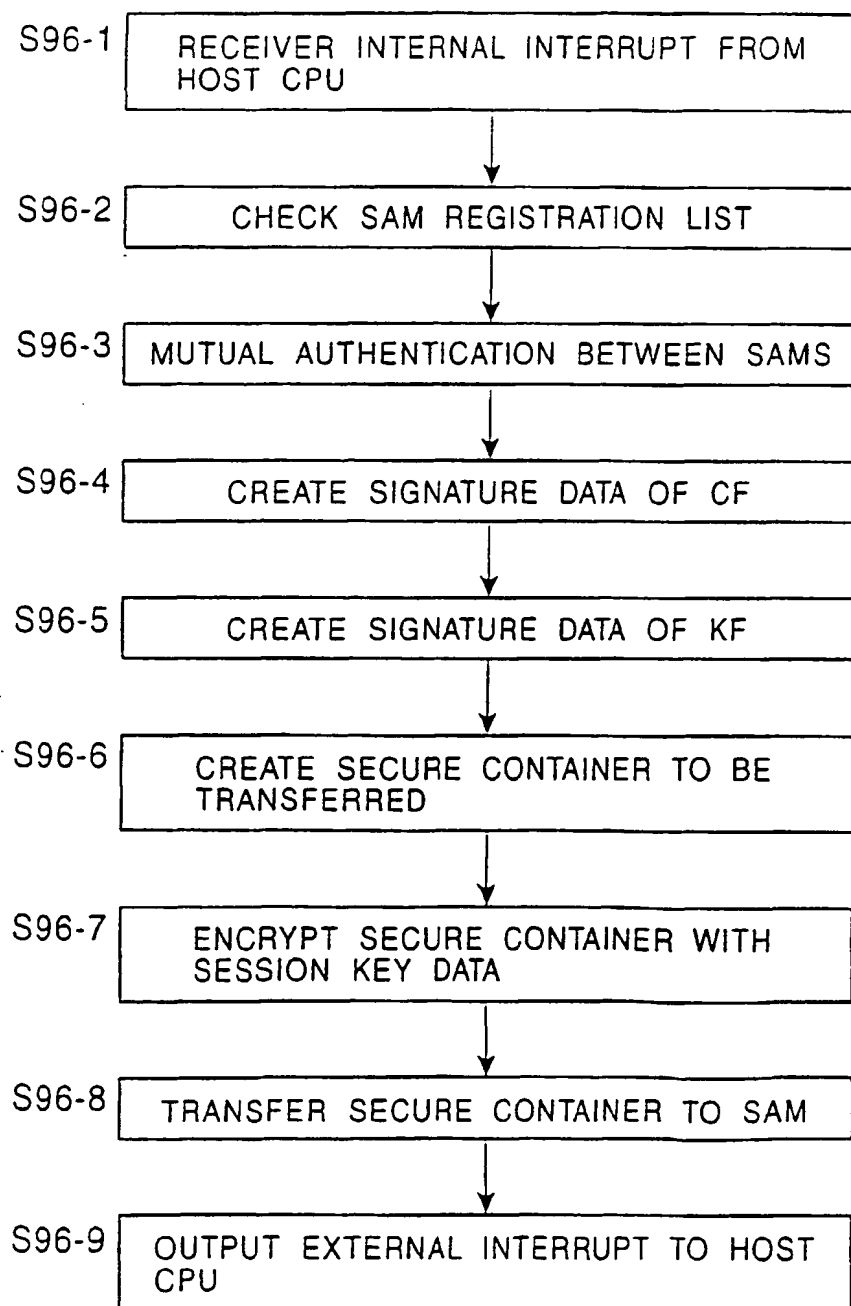 S96-1
RECEIVER INTERNAL INTERRUPT FROM
HOST CPU
S96-2
CHECK SAM REGISTRATION LIST
S96-3
MUTUAL AUTHENTICATION BETWEEN SAMS
S96-4
CREATE SIGNATURE DATA OF CF
S96-5
CREATE SIGNATURE DATA OF KF
S96-6
CREATE SECURE CONTAINER TO BE
TRANSFERRED
S96-7
ENCRYPT SECURE CONTAINER WITH
SESSION KEY DATA
S96-8
TRANSFER SECURE CONTAINER TO SAM
S96-9
OUTPUT EXTERNAL INTERRUPT TO HOST
CPU